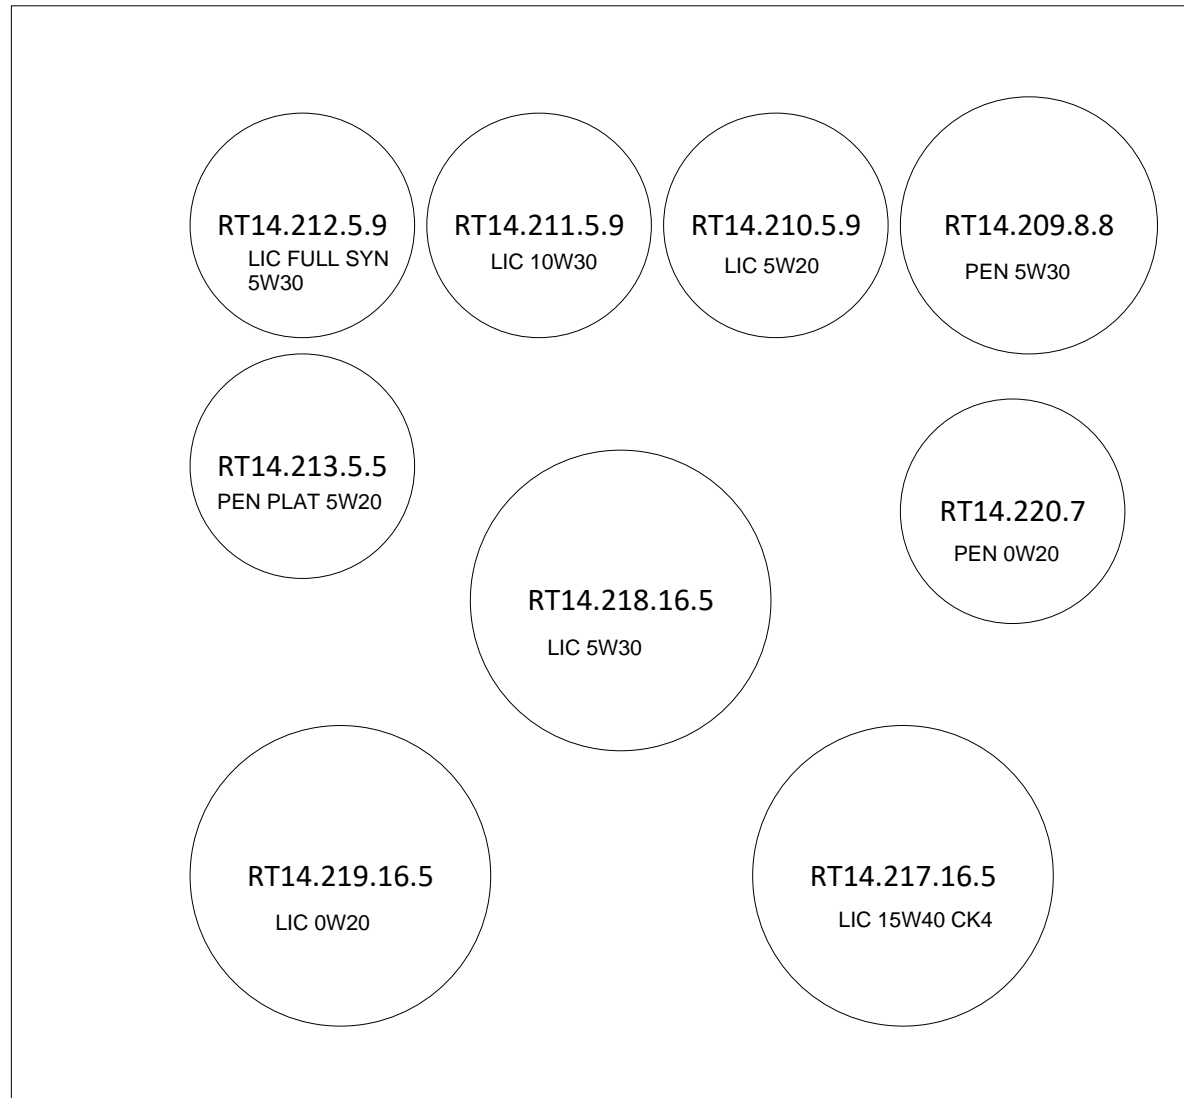 RT14.212.5.9
LIC FULL SYN
5W30
RT14.211.5.9
LIC 10W30
RT14.210.5.9
LIC 5W20
RT14.209.8.8
PEN 5W30
RT14.213.5.5
PEN PLAT 5W20
RT14.220.7
PEN 0W20
RT14.218.16.5
LIC 5W30
RT14.219.16.5
LIC 0W20
RT14.217.16.5
LIC 15W40 CK4